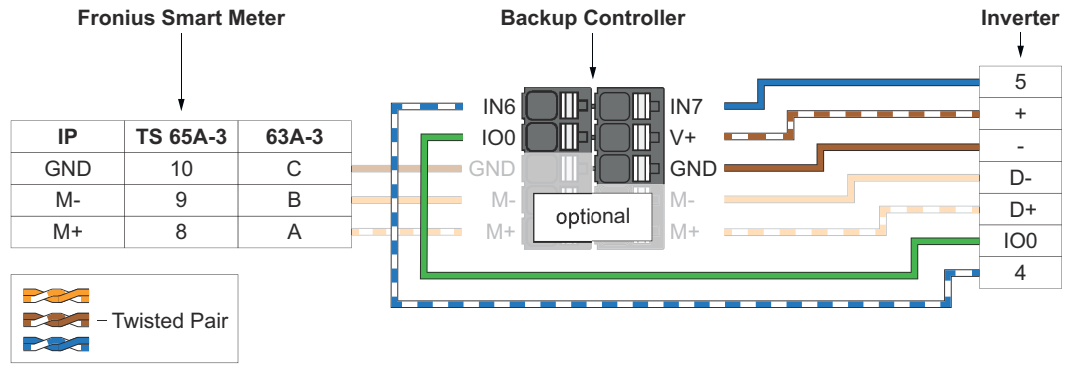 Fronius Smart Meter
Backup Controller
Inverter
IN6 IN7 5
IO0 V+ +
IP TS 65A-3 63A-3
GND 10 C GND GND -
M- 9 B M- M- D-
optional
M+ 8 A M+ M+ D+
IO0
4
– Twisted Pair